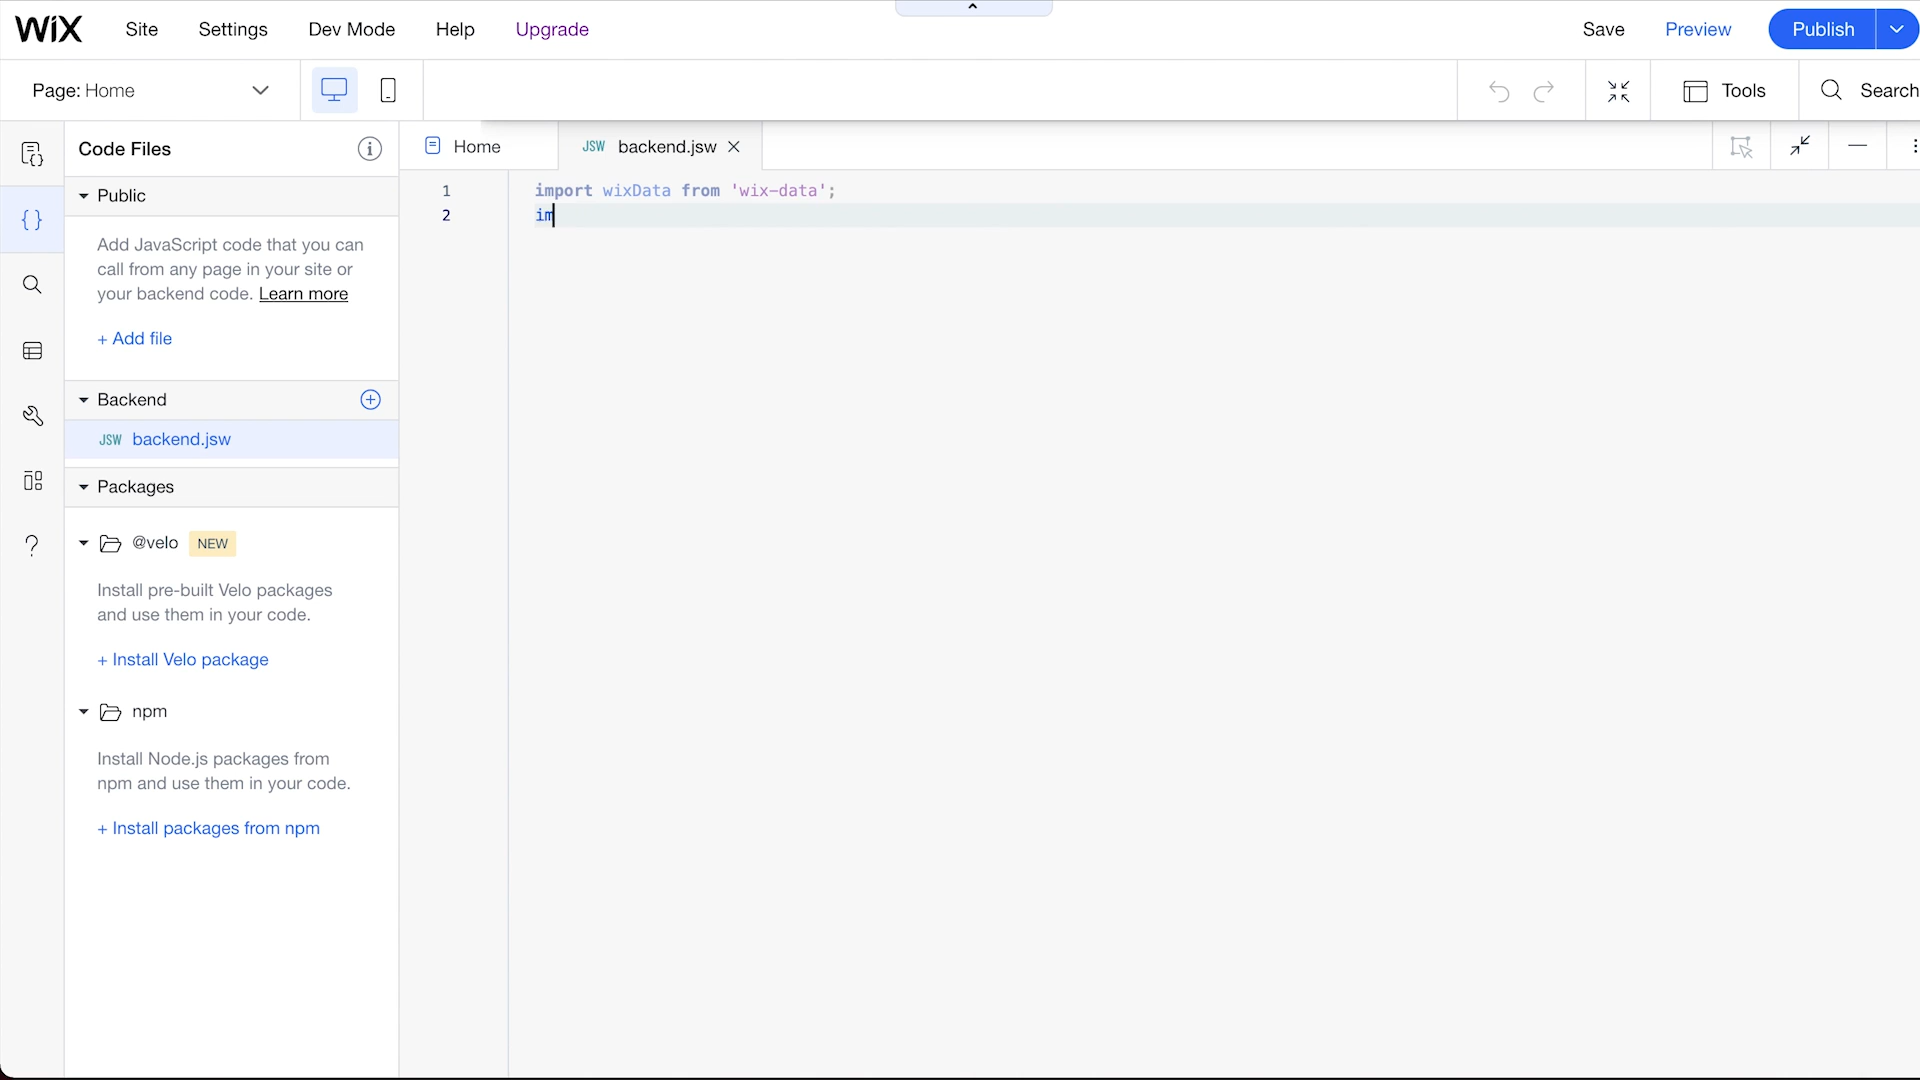 WiX Site Settings Dev Mode Help Upgrade Save Preview Publish
Page: Home Tools Search
Code Files
Home JSW backend.jsw
Public
Add JavaScript code that you can
call from any page in your site or
your backend code. Learn more
+ Add file
Backend
JSW backend.jsw
Packages
@velo NEW
Install pre-built Velo packages
and use them in your code.
+ Install Velo package
npm
Install Node.js packages from
npm and use them in your code.
+ Install packages from npm
1 import wixData from 'wix-data';
2 im